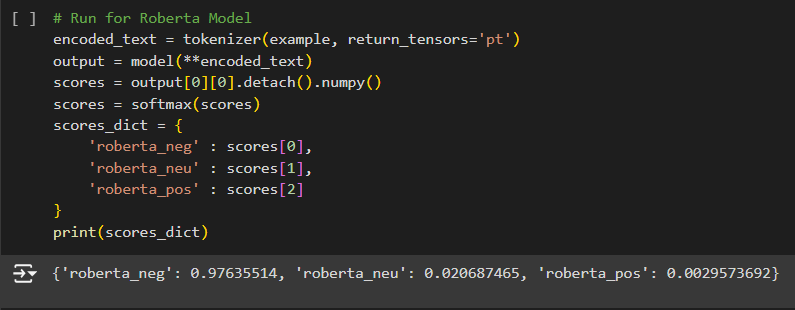 [ ] # Run for Roberta Model
encoded_text = tokenizer(example, return_tensors='pt')
output = model(**encoded_text)
scores = output[0][0].detach().numpy()
scores = softmax(scores)
scores_dict = {
    'roberta_neg' : scores[0],
    'roberta_neu' : scores[1],
    'roberta_pos' : scores[2]
}
print(scores_dict)
{'roberta_neg': 0.97635514, 'roberta_neu': 0.020687465, 'roberta_pos': 0.0029573692}